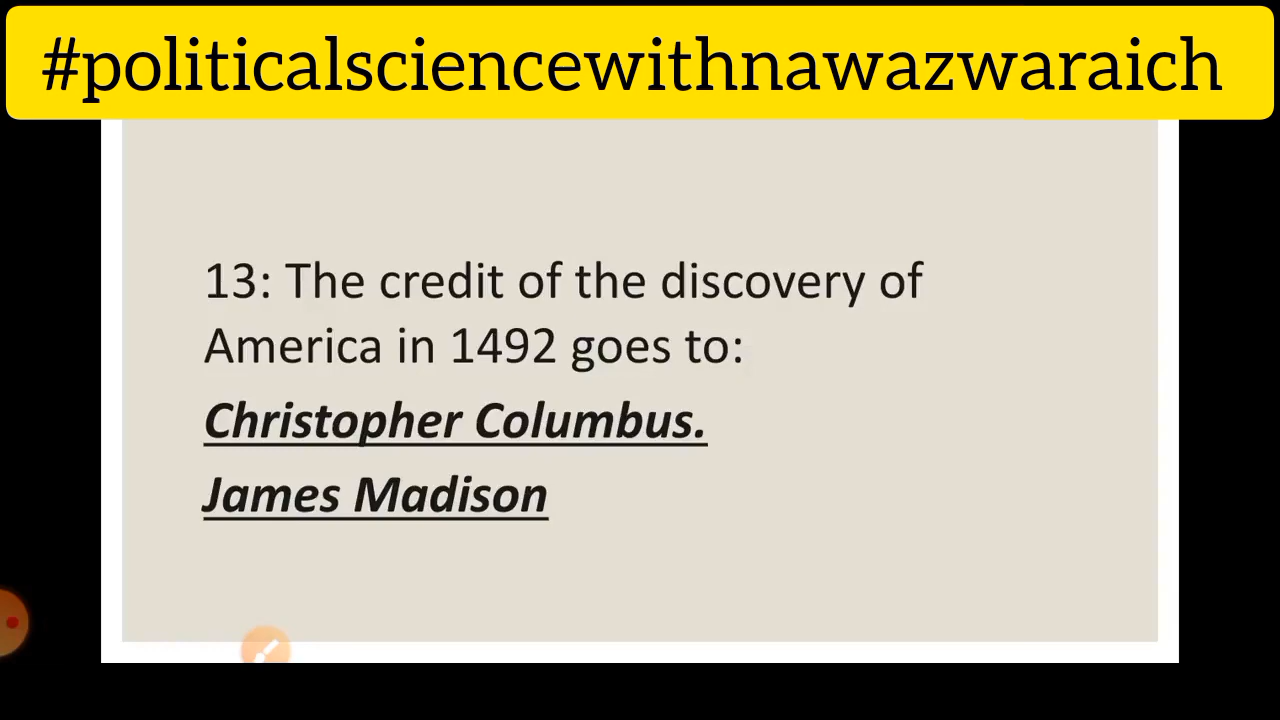 #politicalsciencewithnawazwaraich
13: The credit of the discovery of
America in 1492 goes to:
Christopher Columbus.
James Madison